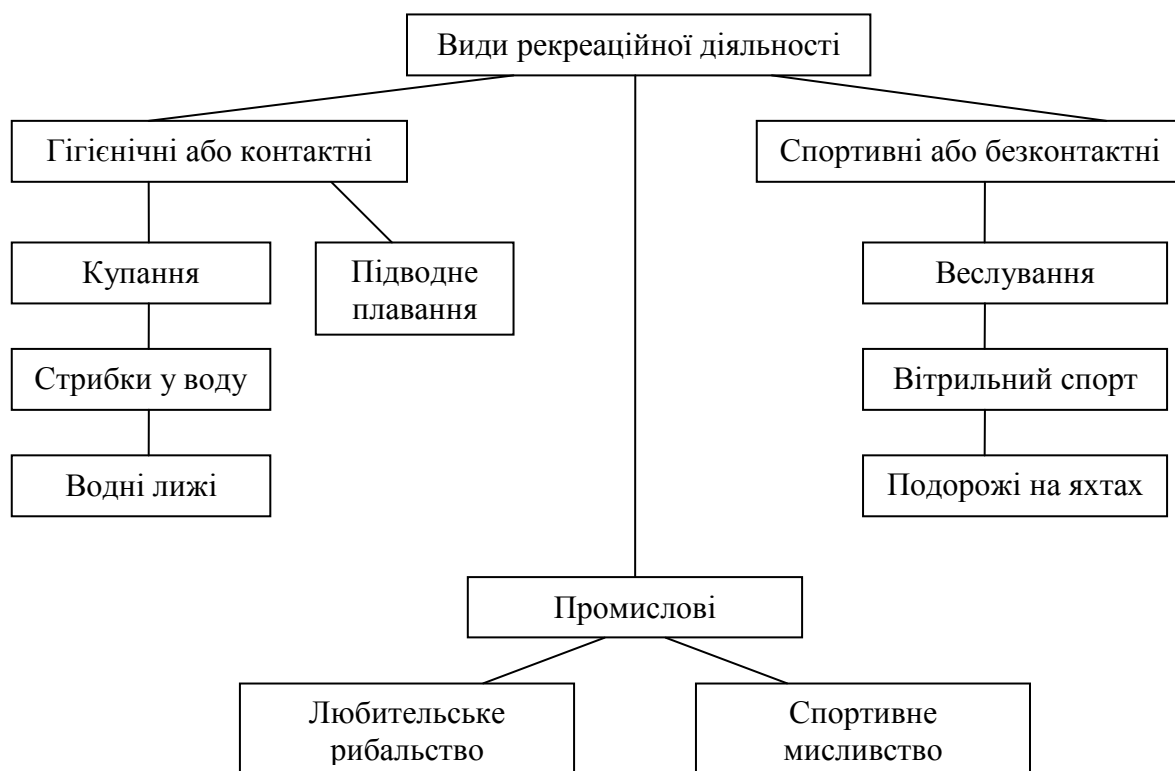 Види рекреаційної діяльності
Гігієнічні або контактні
Спортивні або безконтактні
Купання
Підводне
плавання
Веслування
Стрибки у воду
Вітрильний спорт
Водні лижі
Подорожі на яхтах
Промислові
Любительське
рибальство
Спортивне
мисливство